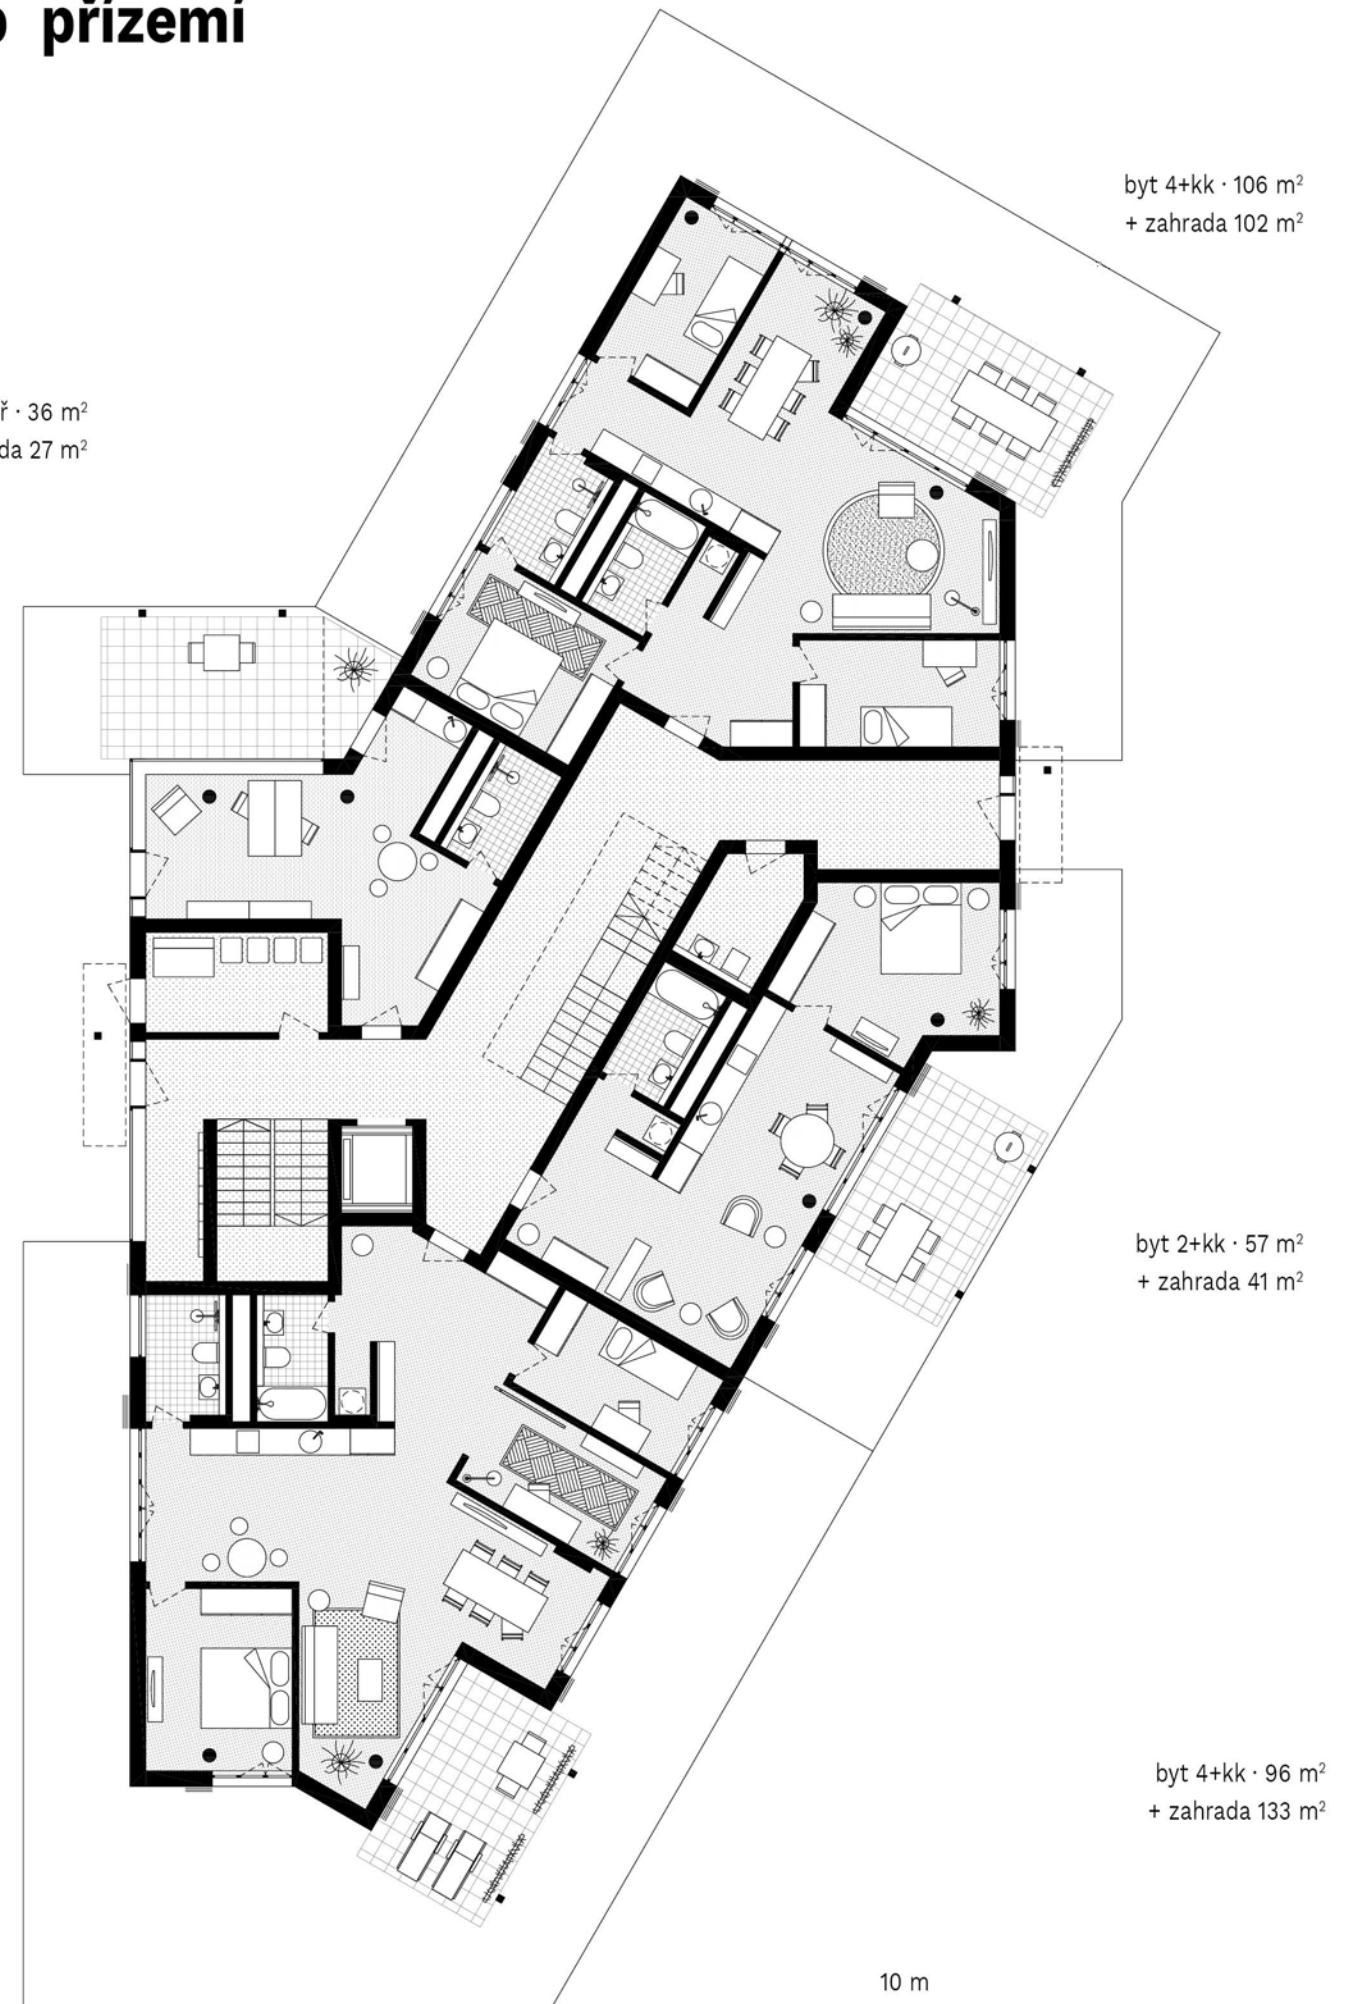 přízemí
byt 4+kk · 106 m²
+ zahrada 102 m²
ř · 36 m²
da 27 m²
byt 2+kk · 57 m²
+ zahrada 41 m²
byt 4+kk · 96 m²
+ zahrada 133 m²
10 m